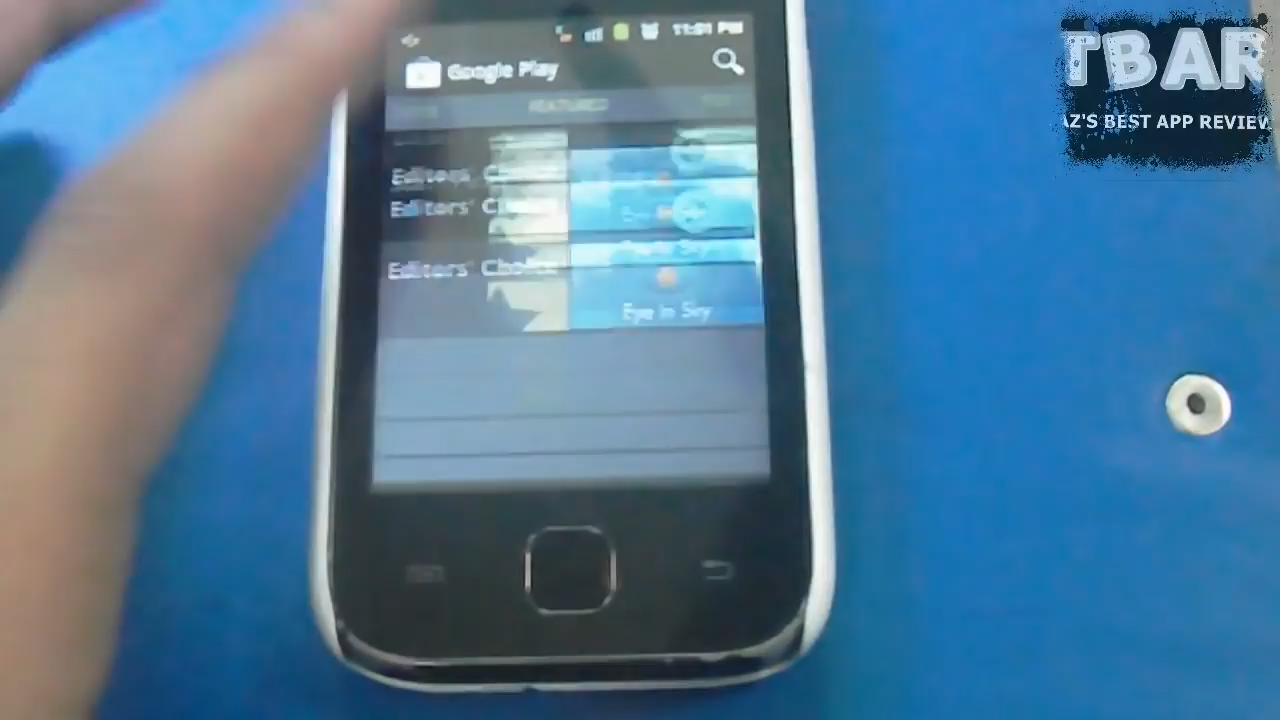 11:01 PM
Google Play
FEATURED
Editors' Choice
Editors' Choice
Editors' Choice
Eye In Sky
TBAR
AZ'S BEST APP REVIEW